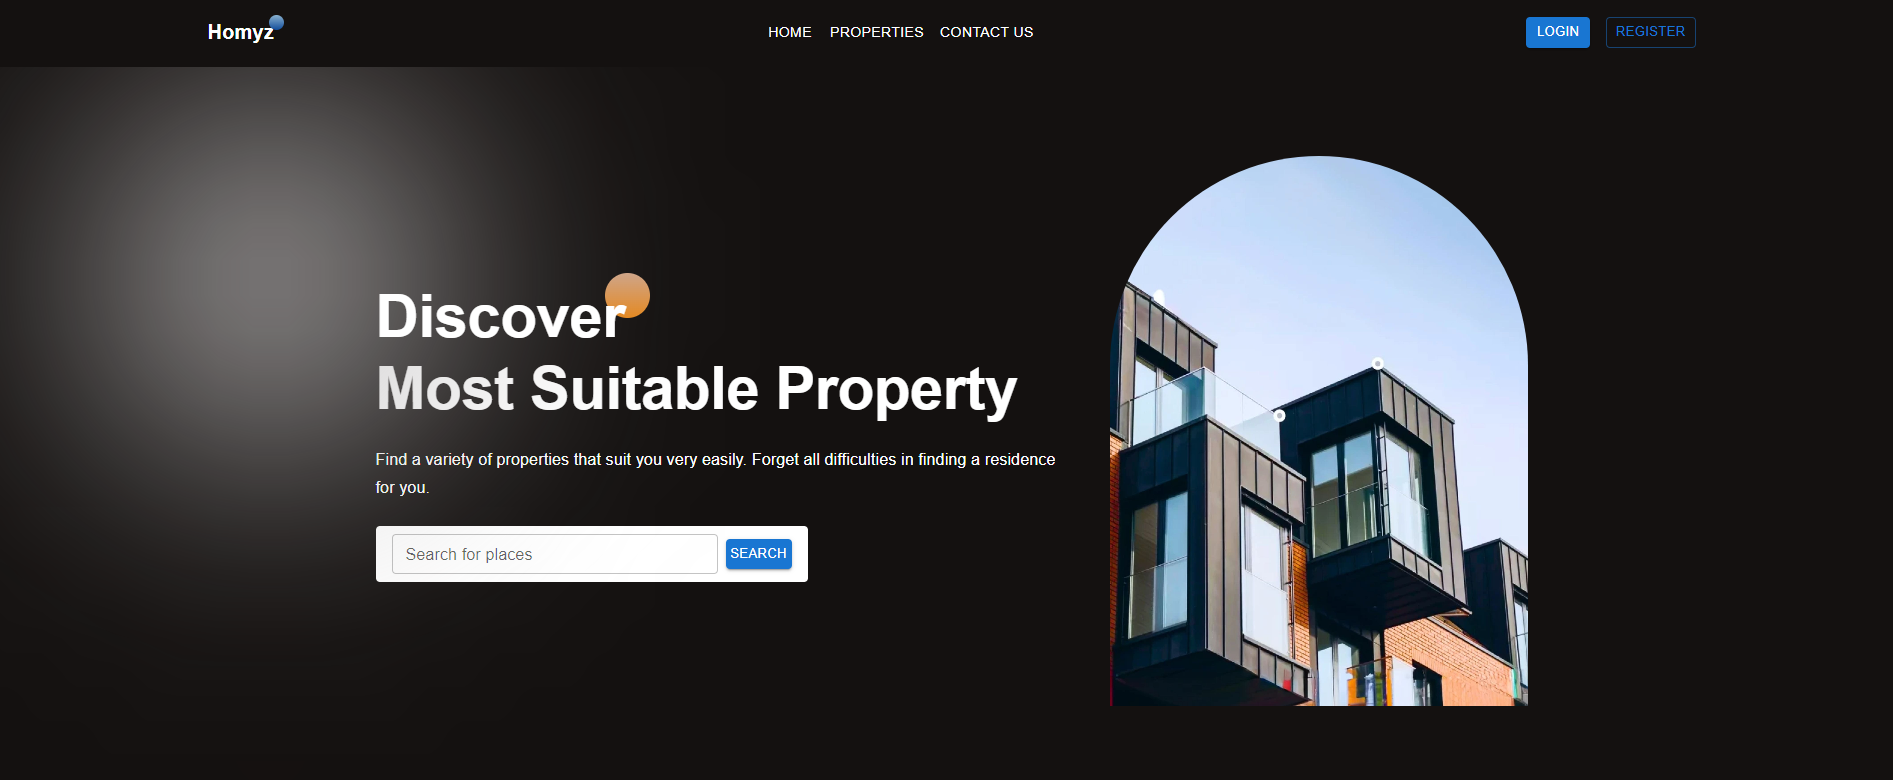 Homyz
HOME PROPERTIES CONTACT US
LOGIN REGISTER
Discover
Most Suitable Property
Find a variety of properties that suit you very easily. Forget all difficulties in finding a residence
for you.
Search for places
SEARCH